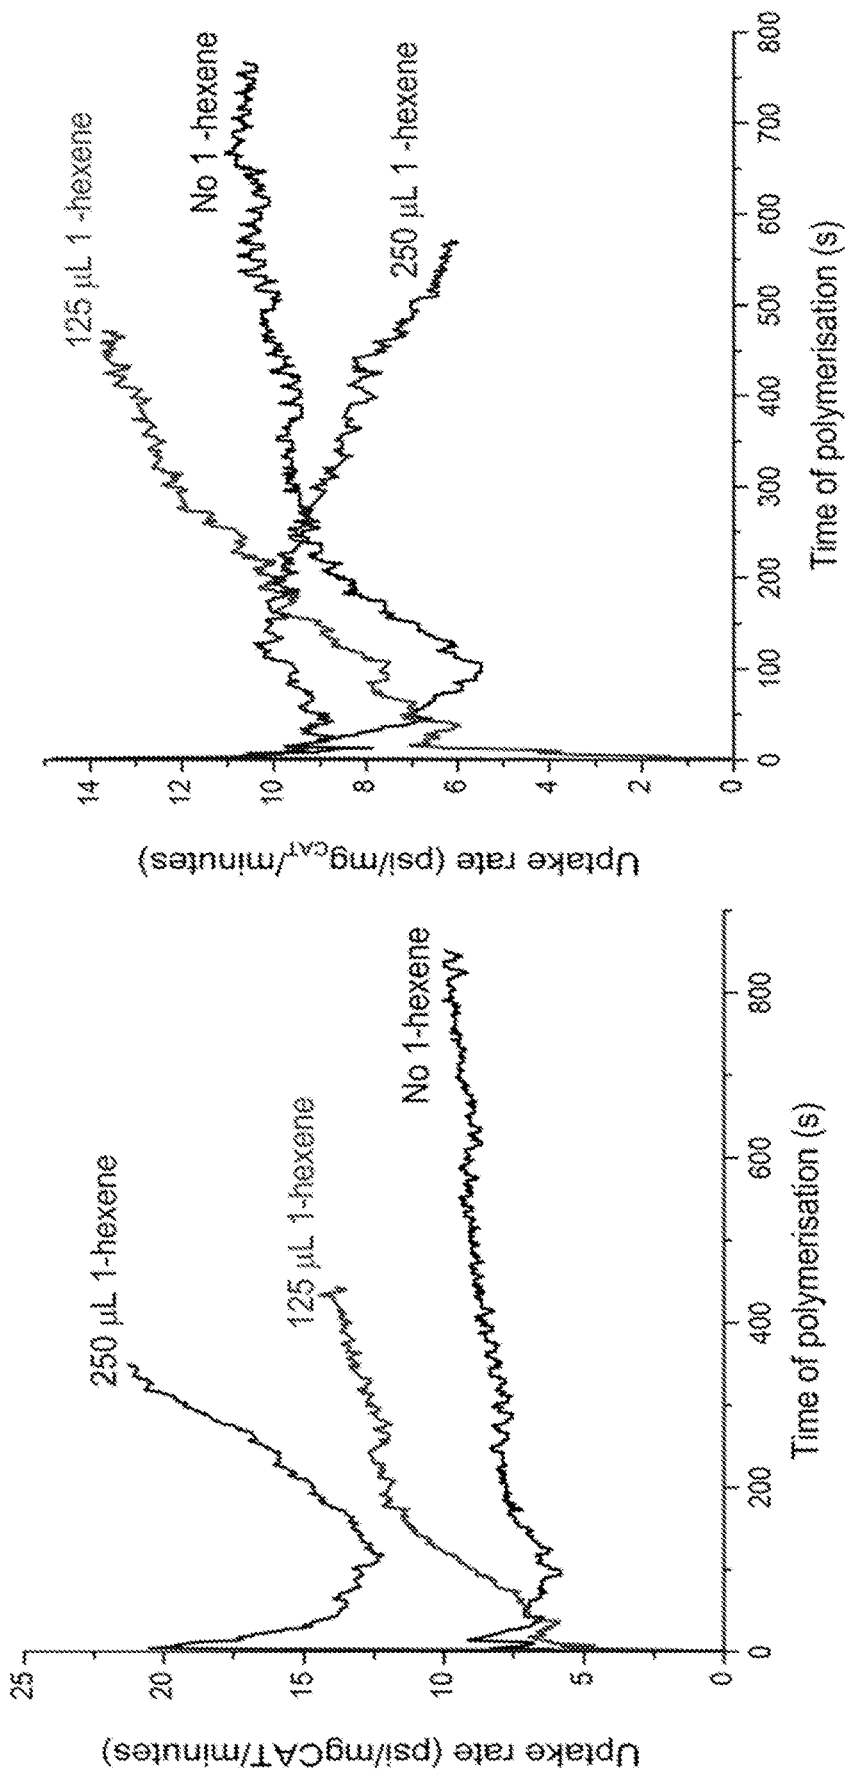 Uptake rate (psi/mgCAT/minutes)
25
20
15
10
5
0
250 µL 1-hexene
125 µL 1-hexene
No 1-hexene
0
200
400
600
800
Time of polymerisation (s)
Uptake rate (psi/mgCAT/minutes)
14
12
10
8
6
4
2
0
125 µL 1 -hexene
No 1 -hexene
250 µL 1 -hexene
0
100
200
300
400
500
600
700
800
Time of polymerisation (s)